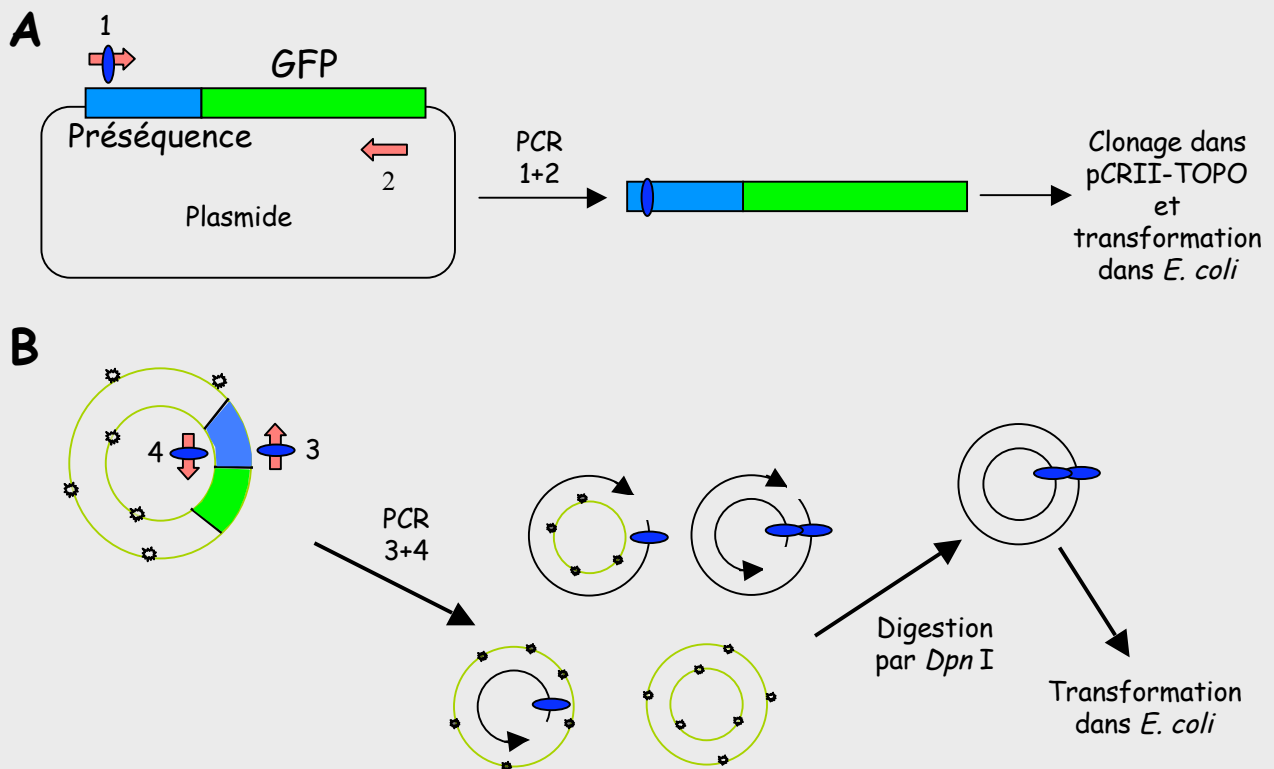 A
1
GFP
Préséquence
2
Plasmide
PCR
1+2
Clonage dans
pCRII-TOPO
et
transformation
dans E. coli
B
4
3
PCR
3+4
Digestion
par Dpn I
Transformation
dans E. coli